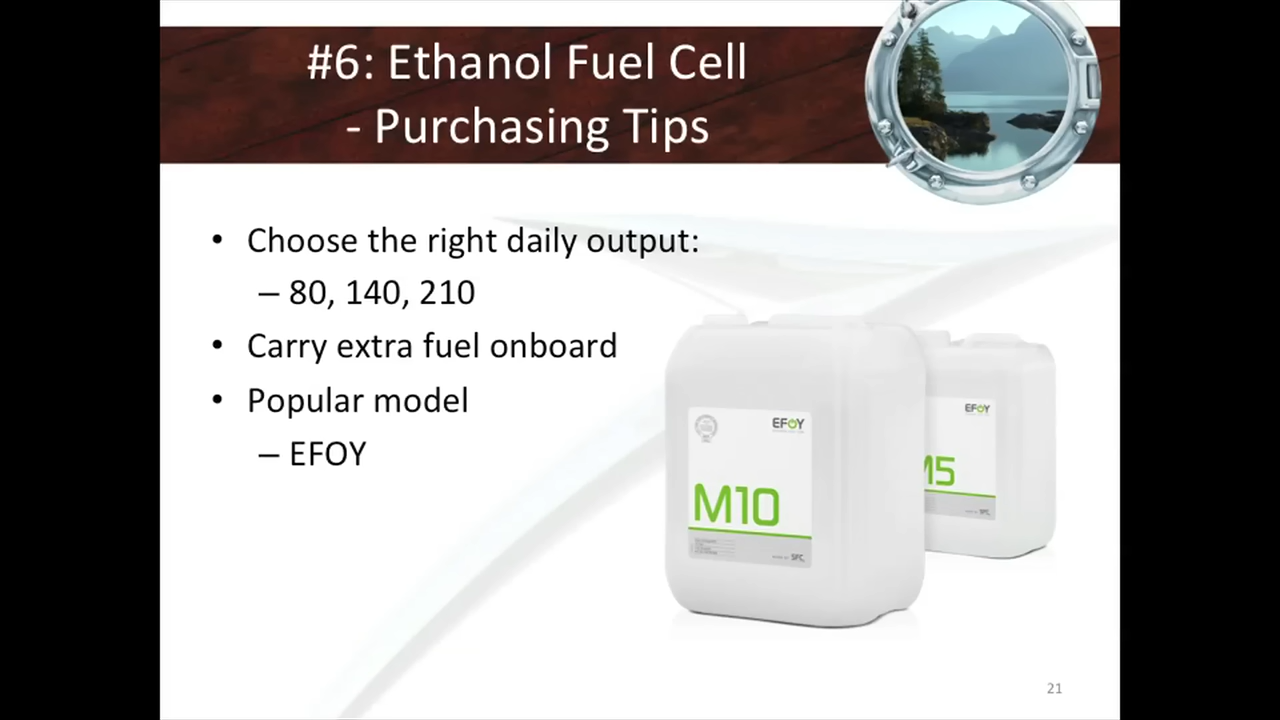 #6: Ethanol Fuel Cell
- Purchasing Tips
• Choose the right daily output:
– 80, 140, 210
• Carry extra fuel onboard
• Popular model
– EFOY
EFOY
M10
SFC
EFOY
M5
SFC
21